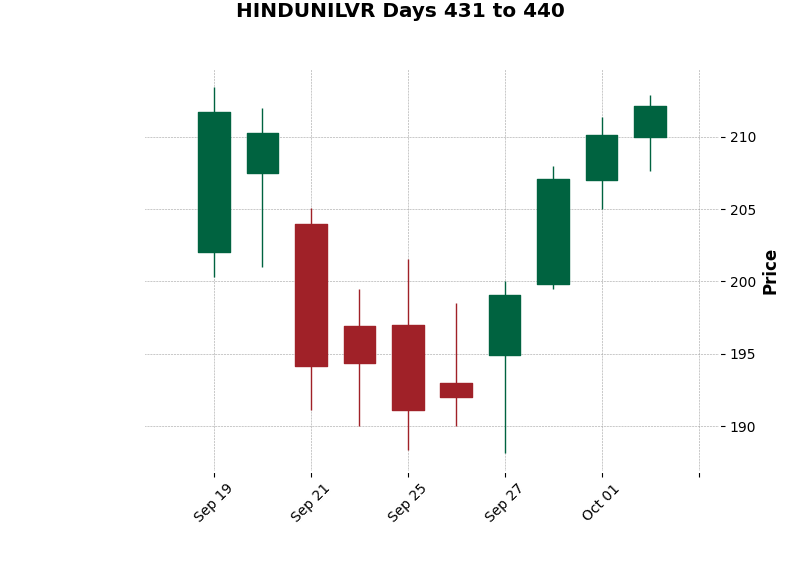 HINDUNILVR Days 431 to 440
210
205
200
195
190
Price
Sep 19
Sep 21
Sep 25
Sep 27
Oct 01